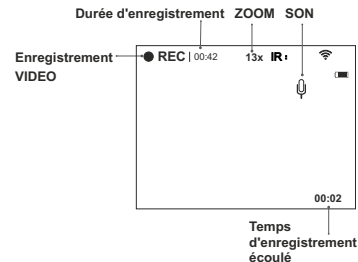 Durée d'enregistrement ZOOM SON
Enregistrement
VIDEO
REC | 00:42 13x IR
00:02
Temps
d'enregistrement
écoulé